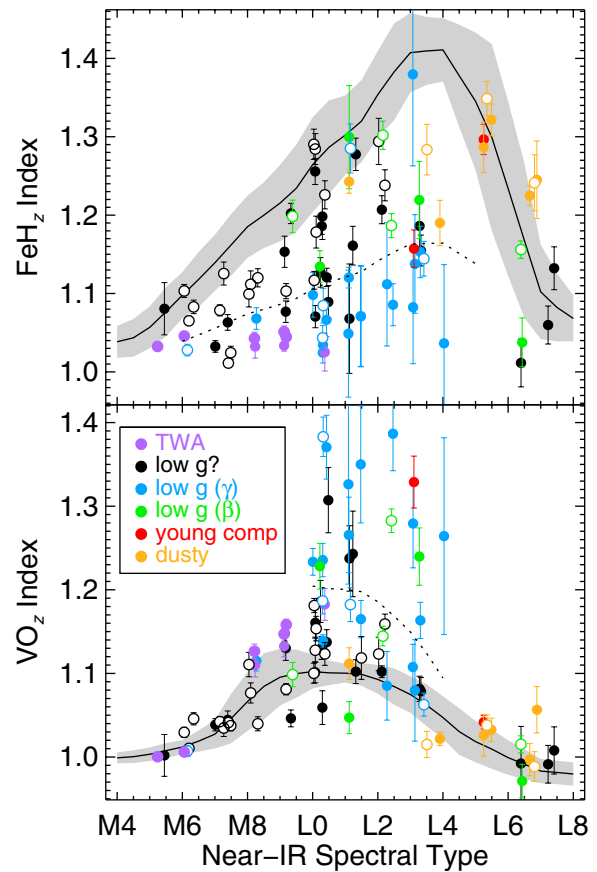 1.4
1.3
1.2
1.1
1.0
FeHz Index
1.4
1.3
1.2
1.1
1.0
VOz Index
TWA
low g?
low g (γ)
low g (β)
young comp
dusty
M4 M6 M8 L0 L2 L4 L6 L8
Near-IR Spectral Type